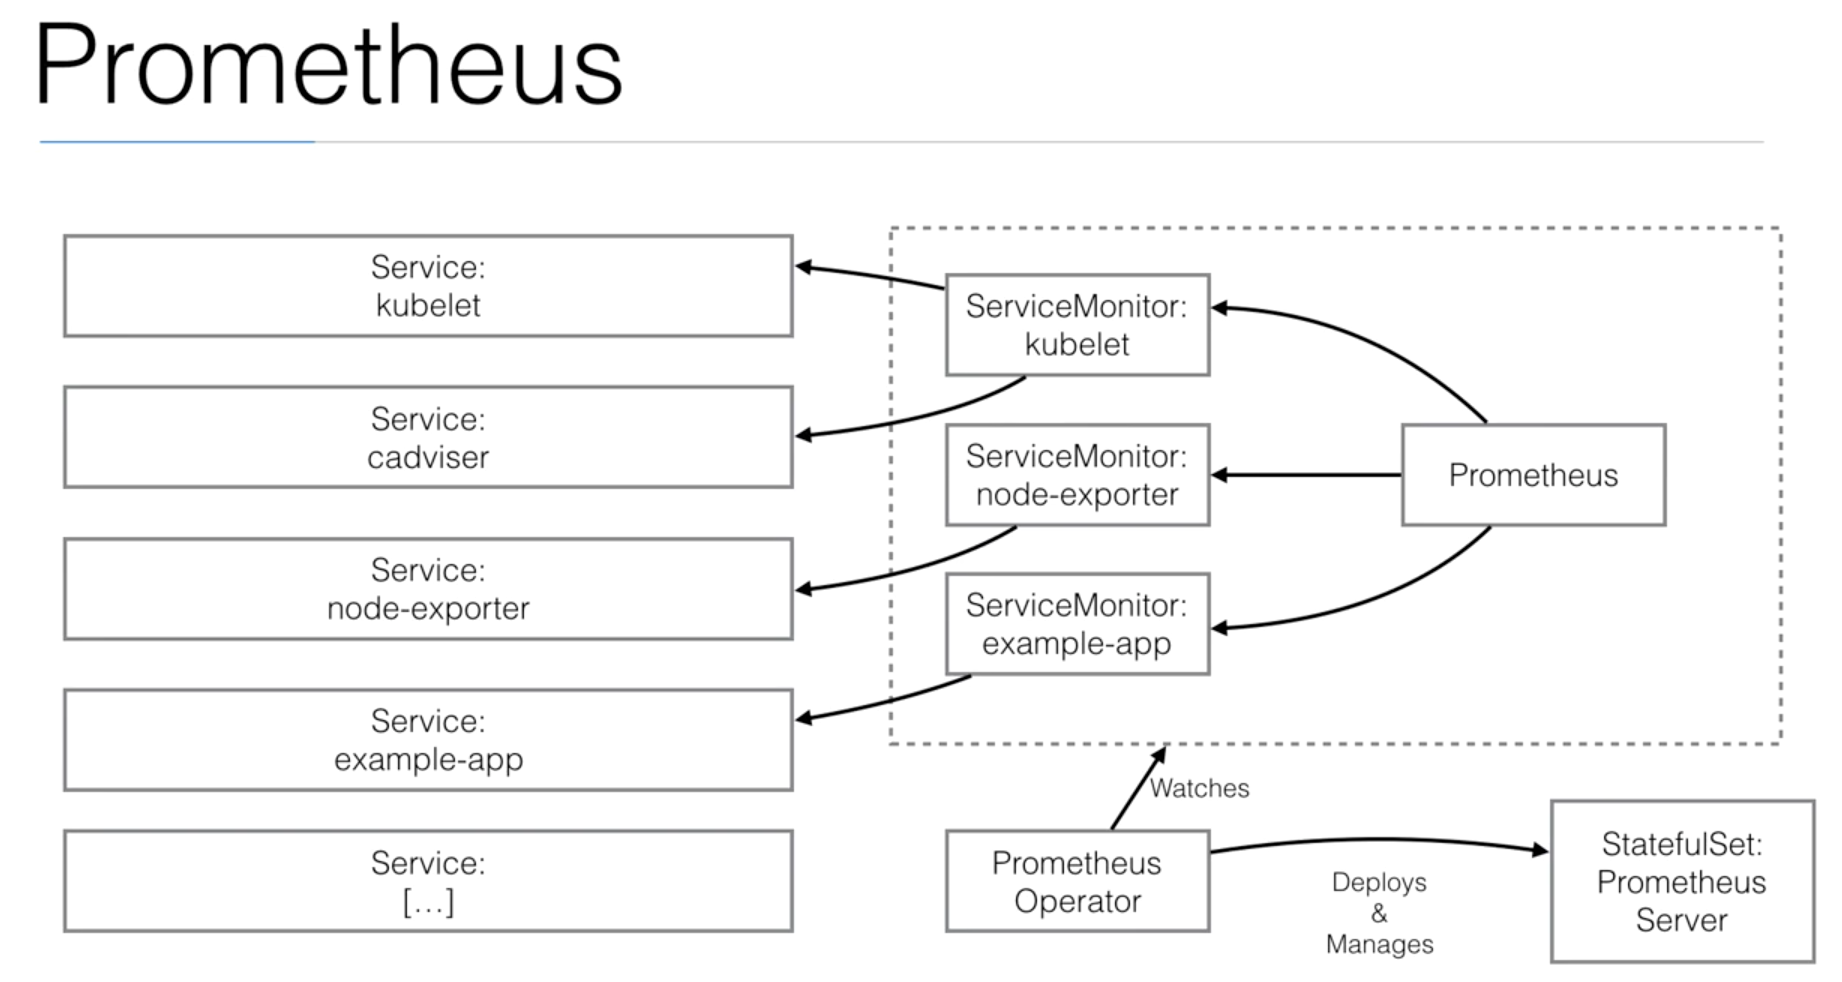 Prometheus
Service:
kubelet
Service:
cadviser
Service:
node-exporter
Service:
example-app
Service:
[...]
ServiceMonitor:
kubelet
ServiceMonitor:
node-exporter
ServiceMonitor:
example-app
Prometheus
Watches
Prometheus
Operator
Deploys
&
Manages
StatefulSet:
Prometheus
Server